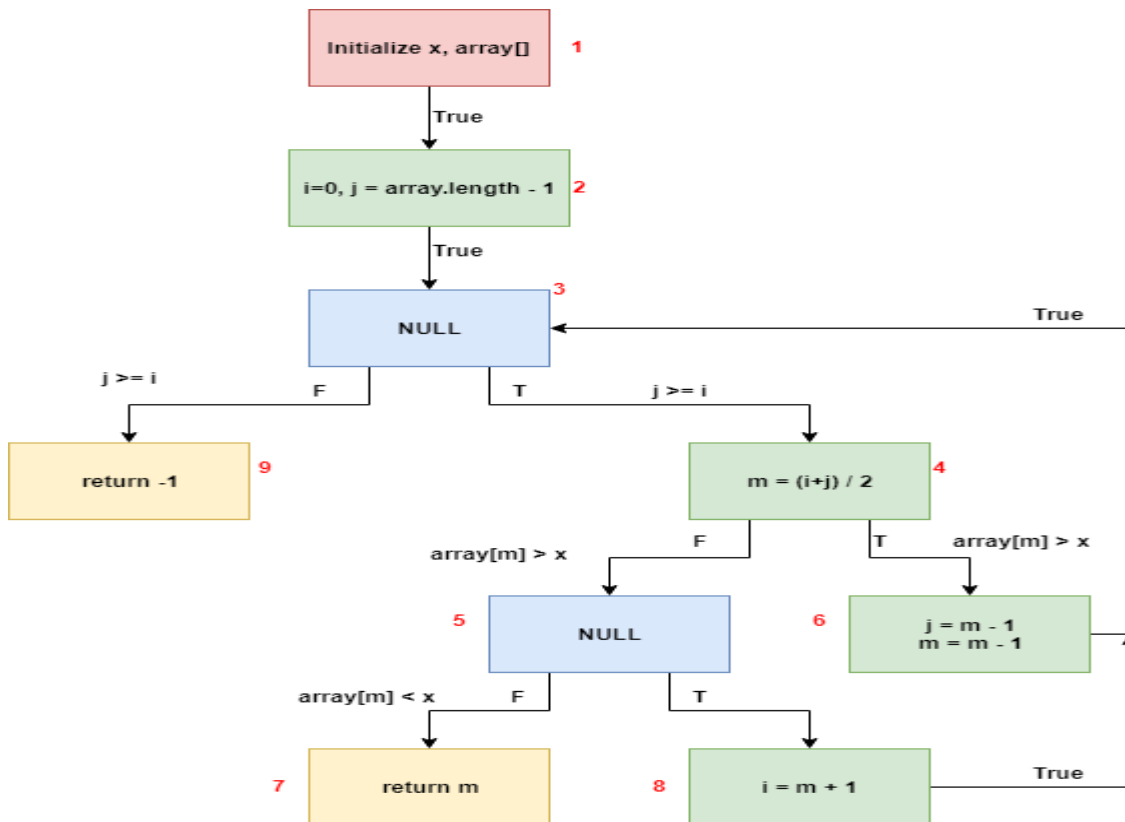 Initialize x, array[] 1
True
i=0, j = array.length - 1 2
True
3
NULL
True
j >= i F T j >= i
return -1 9
m = (i+j) / 2 4
array[m] > x F T array[m] > x
5 NULL
6 j = m - 1
m = m - 1
array[m] < x F T
7 return m
8 i = m + 1 True